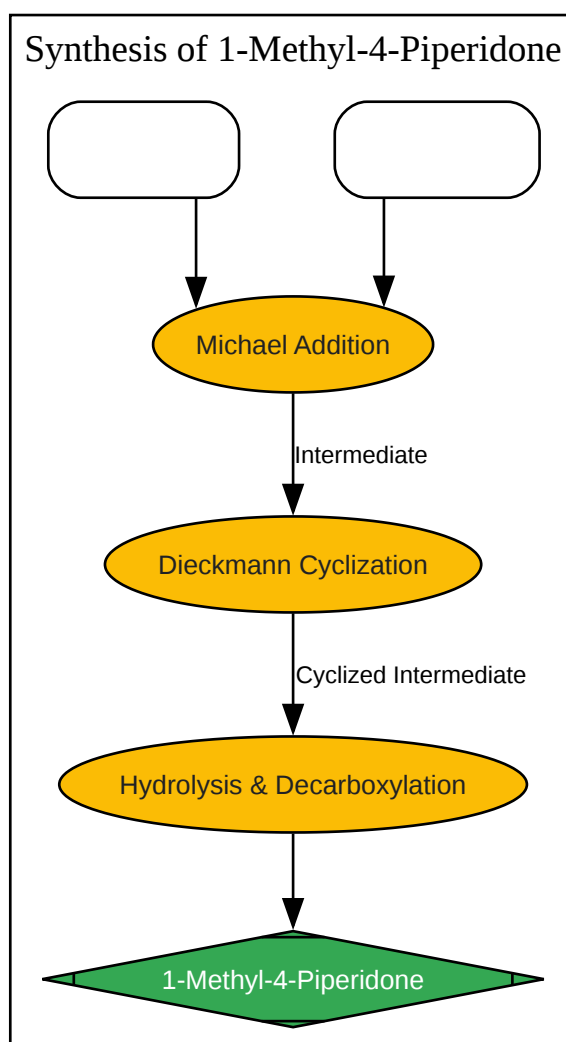 Synthesis of 1-Methyl-4-Piperidone
Michael Addition
Intermediate
Dieckmann Cyclization
Cyclized Intermediate
Hydrolysis & Decarboxylation
1-Methyl-4-Piperidone